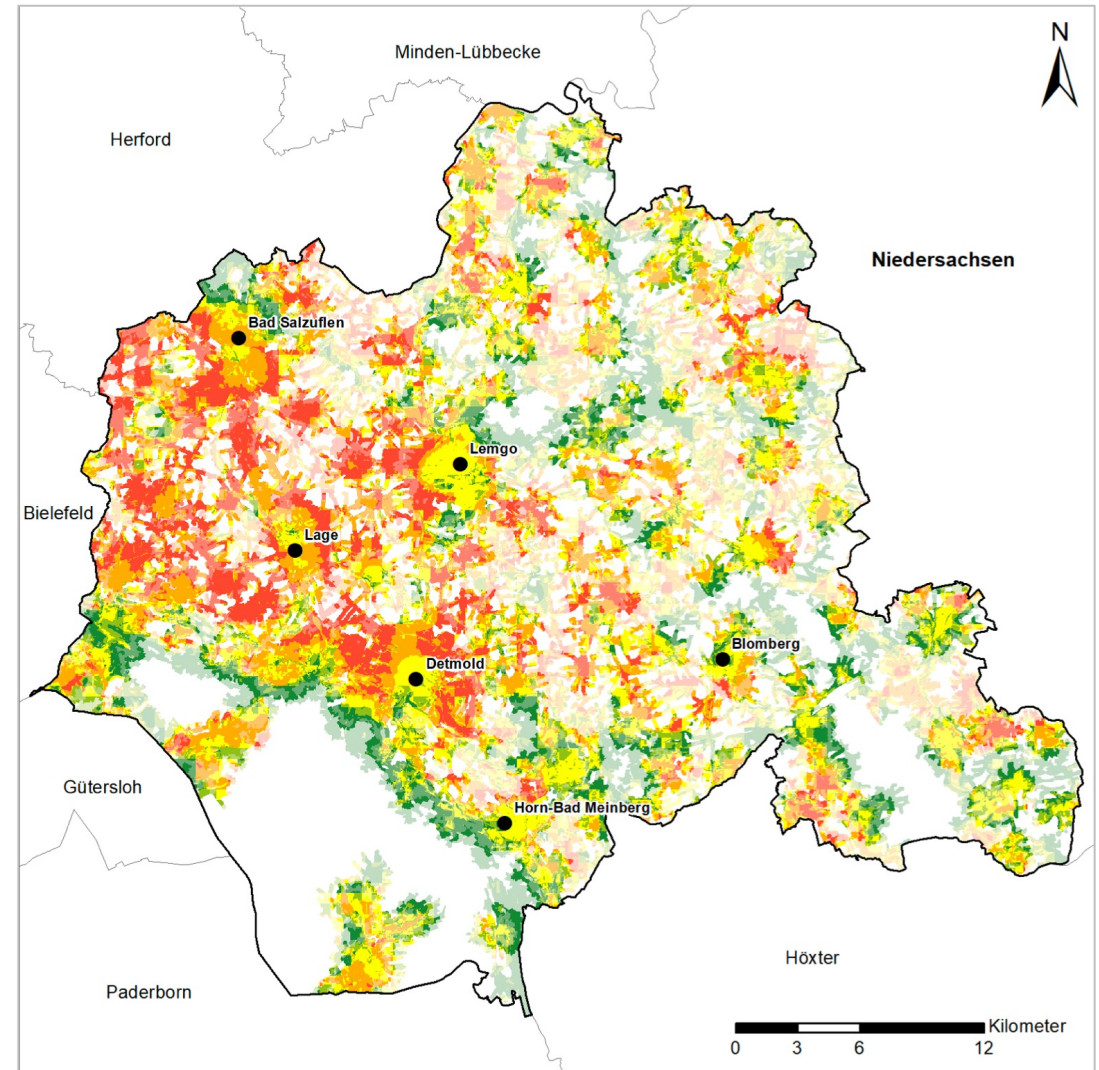 N
Minden-Lübbecke
Herford
Niedersachsen
Bad Salzuflen
Lemgo
Bielefeld
Lage
Blomberg
Detmold
Gütersloh
Horn-Bad Meinberg
Höxter
Paderborn
Kilometer
0 3 6 12